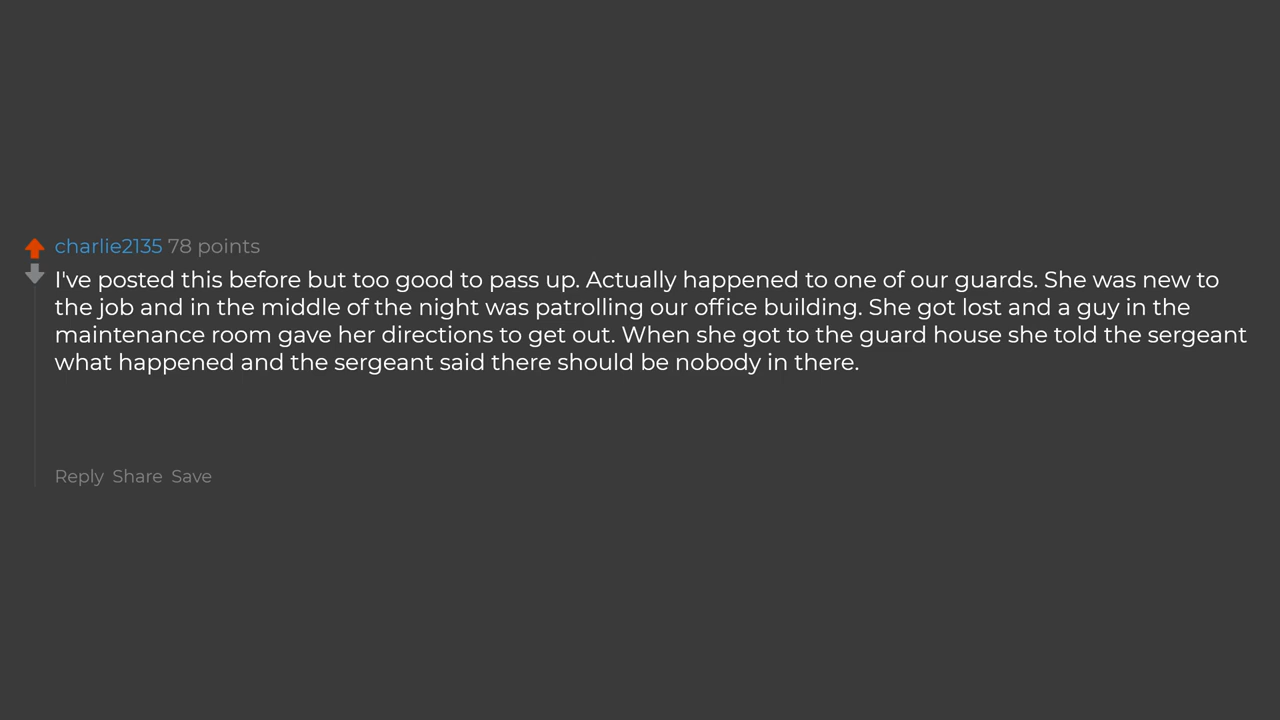 charlie2135 78 points
I've posted this before but too good to pass up. Actually happened to one of our guards. She was new to
the job and in the middle of the night was patrolling our office building. She got lost and a guy in the
maintenance room gave her directions to get out. When she got to the guard house she told the sergeant
what happened and the sergeant said there should be nobody in there.
Reply Share Save